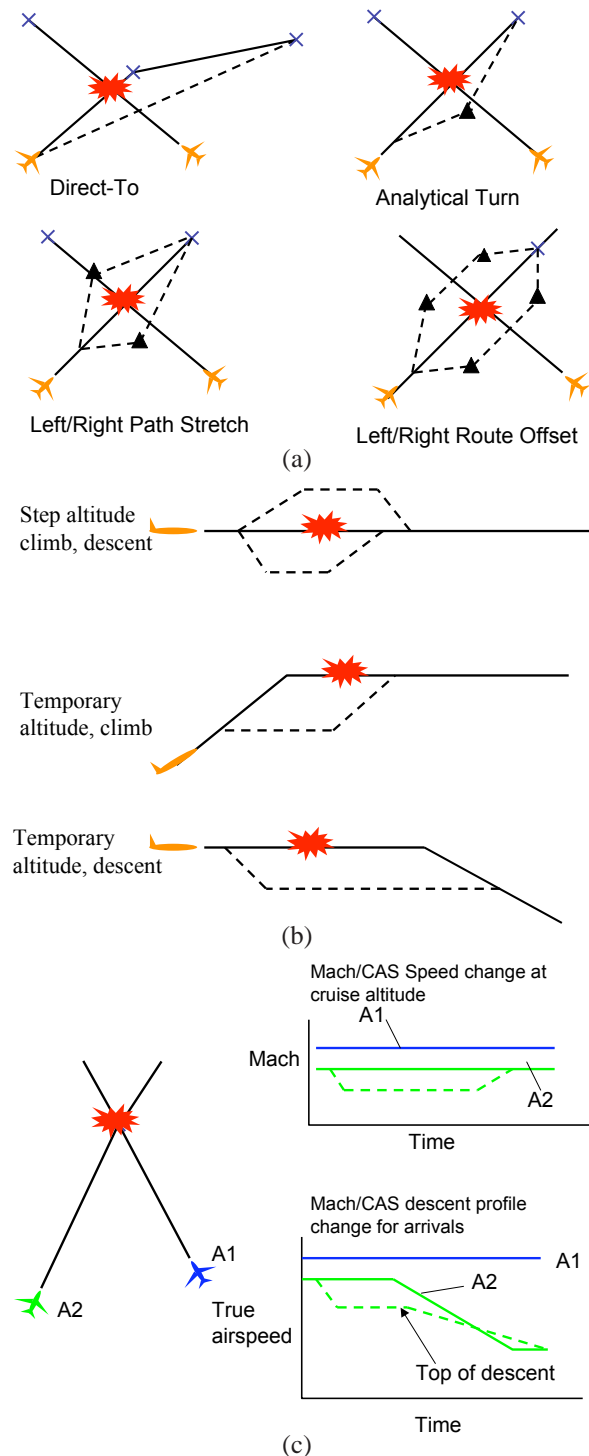 Direct-To
Analytical Turn
Left/Right Path Stretch
Left/Right Route Offset
(a)
Step altitude
climb, descent
Temporary
altitude, climb
Temporary
altitude, descent
(b)
Mach/CAS Speed change at
cruise altitude
A1
Mach
A2
Time
Mach/CAS descent profile
change for arrivals
A1
A2
A1
A2
True
airspeed
Top of descent
Time
(c)